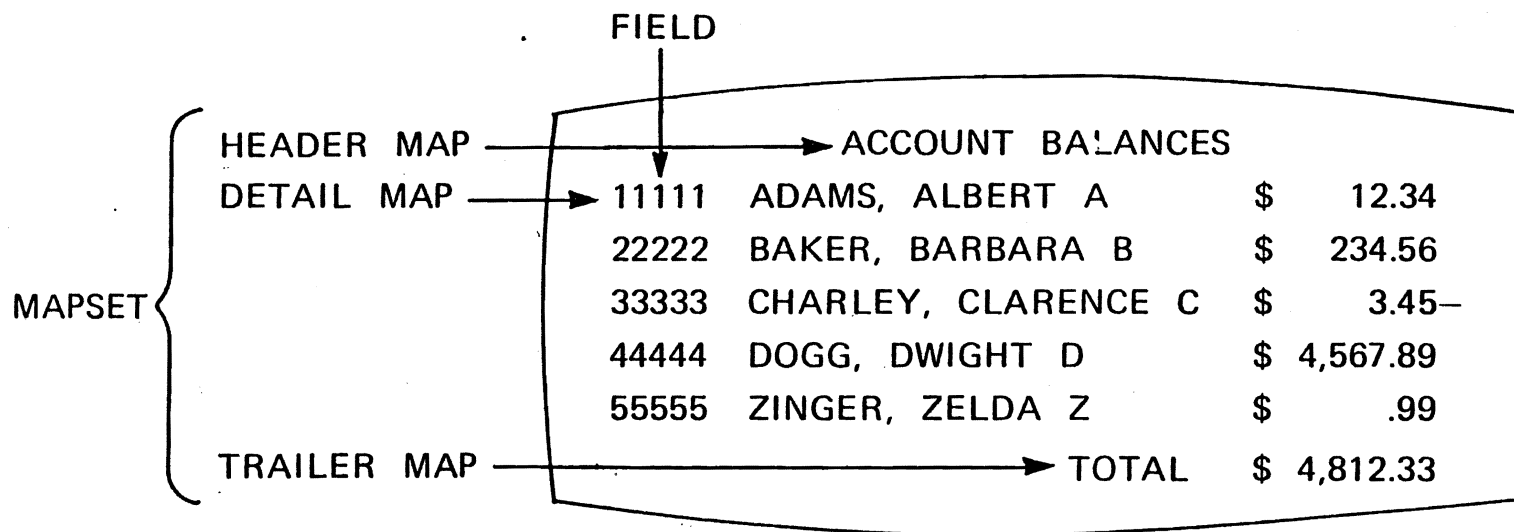 FIELD
HEADER MAP ACCOUNT BALANCES
DETAIL MAP 11111 ADAMS, ALBERT A $ 12.34
22222 BAKER, BARBARA B $ 234.56
MAPSET 33333 CHARLEY, CLARENCE C $ 3.45–
44444 DOGG, DWIGHT D $ 4,567.89
55555 ZINGER, ZELDA Z $ .99
TRAILER MAP TOTAL $ 4,812.33